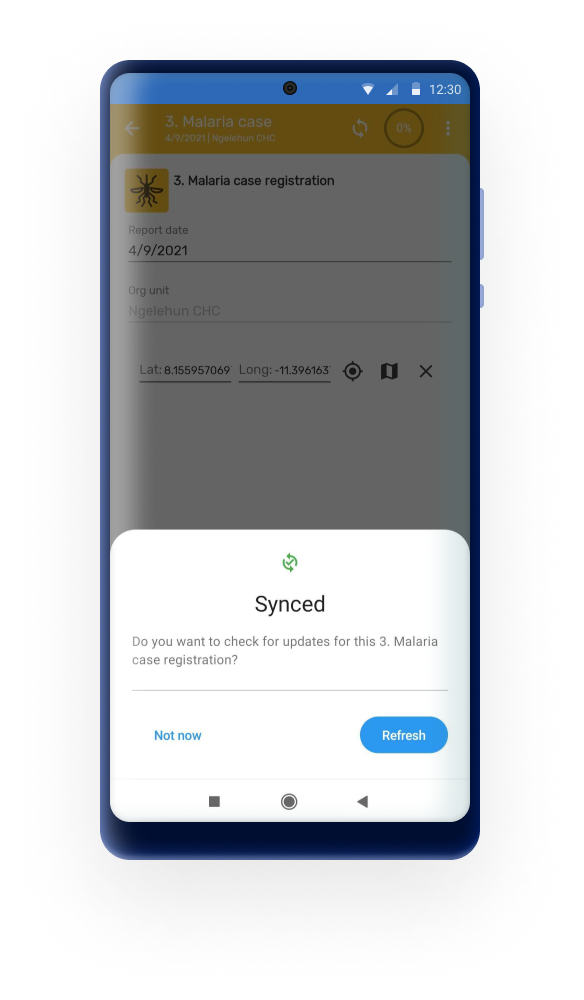 12:30
3. Malaria case
4/9/2021 | Ngelehun CHC
0%
3. Malaria case registration
Report date
4/9/2021
Org unit
Ngelehun CHC
Lat: 8.155957069 Long: -11.396163
Synced
Do you want to check for updates for this 3. Malaria
case registration?
Not now Refresh